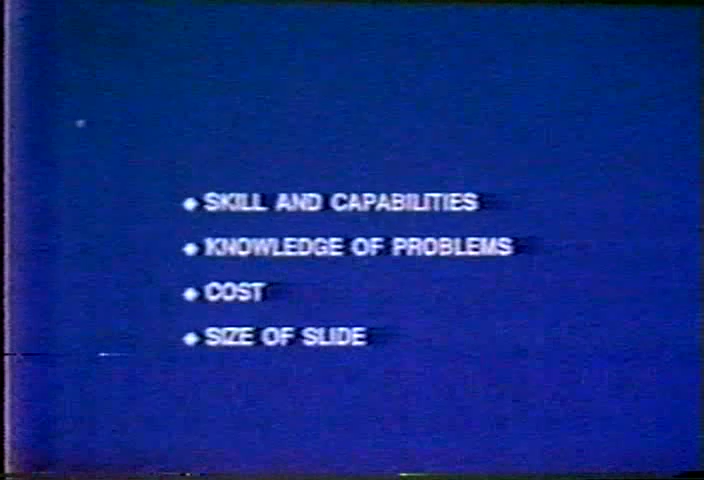 ◆ SKILL AND CAPABILITIES
◆ KNOWLEDGE OF PROBLEMS
◆ COST
◆ SIZE OF SLIDE